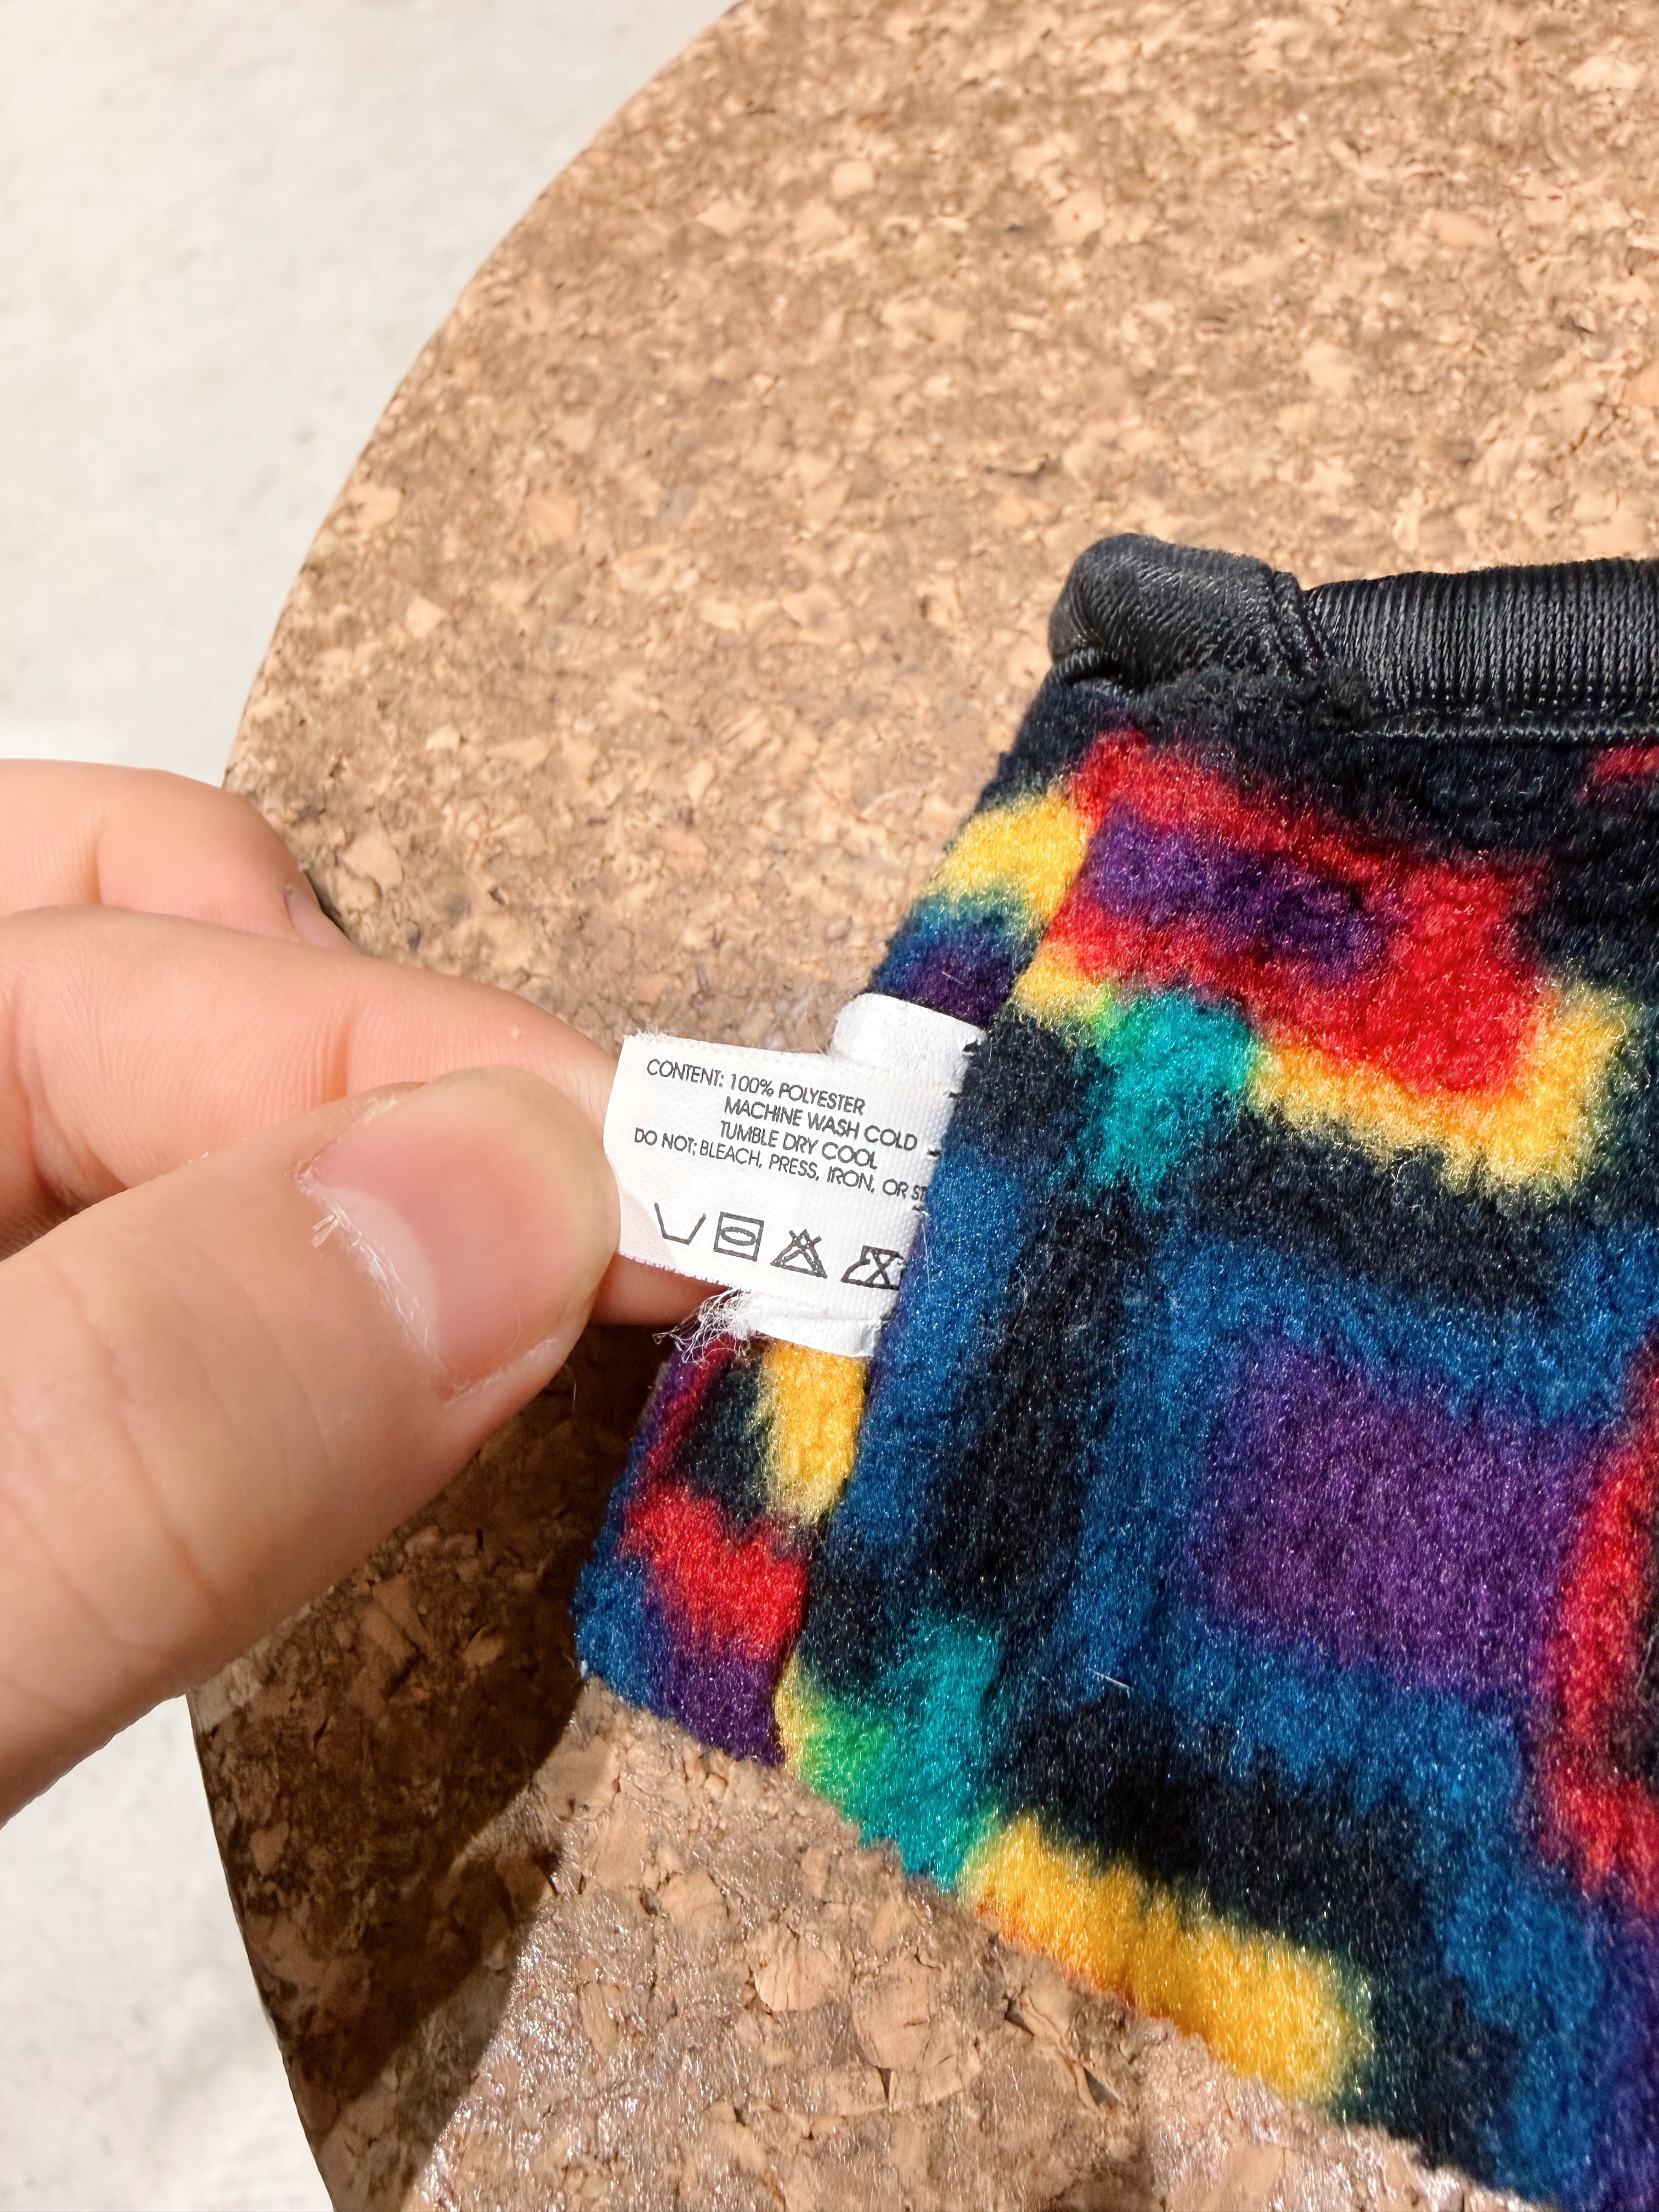 CONTENT: 100% POLYESTER
MACHINE WASH COLD
TUMBLE DRY COOL
DO NOT; BLEACH, PRESS, IRON, OR